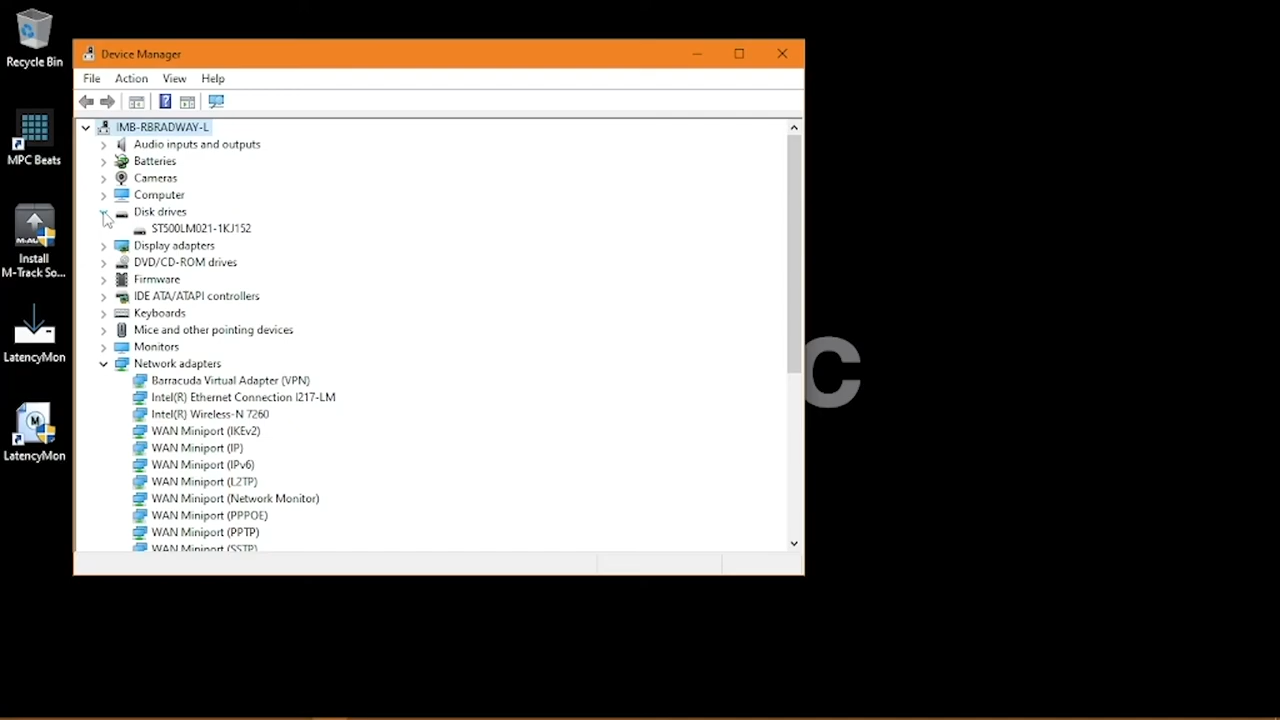 Recycle Bin
MPC Beats
Install
M-Track So...
LatencyMon
LatencyMon
Device Manager
File Action View Help
IMB-RBRADWAY-L
Audio inputs and outputs
Batteries
Cameras
Computer
Disk drives
ST500LM021-1KJ152
Display adapters
DVD/CD-ROM drives
Firmware
IDE ATA/ATAPI controllers
Keyboards
Mice and other pointing devices
Monitors
Network adapters
Barracuda Virtual Adapter (VPN)
Intel(R) Ethernet Connection I217-LM
Intel(R) Wireless-N 7260
WAN Miniport (IKEv2)
WAN Miniport (IP)
WAN Miniport (IPv6)
WAN Miniport (L2TP)
WAN Miniport (Network Monitor)
WAN Miniport (PPPOE)
WAN Miniport (PPTP)
WAN Miniport (SSTP)
C